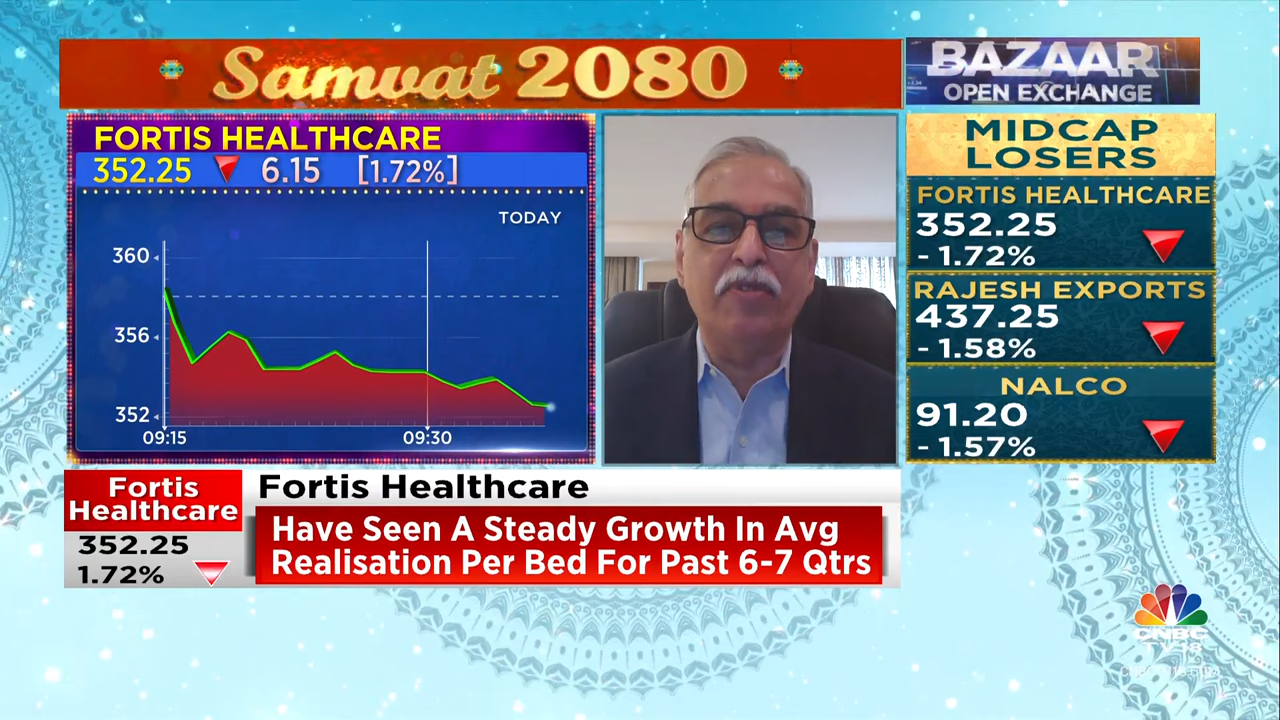 Samvat 2080
BAZAAR
OPEN EXCHANGE
FORTIS HEALTHCARE
352.25 6.15 [1.72%]
TODAY
360
356
352
09:15 09:30
MIDCAP
LOSERS
FORTIS HEALTHCARE
352.25
- 1.72%
RAJESH EXPORTS
437.25
- 1.58%
NALCO
91.20
- 1.57%
Fortis
Healthcare
352.25
1.72%
Fortis Healthcare
Have Seen A Steady Growth In Avg
Realisation Per Bed For Past 6-7 Qtrs
CNBC
TV18